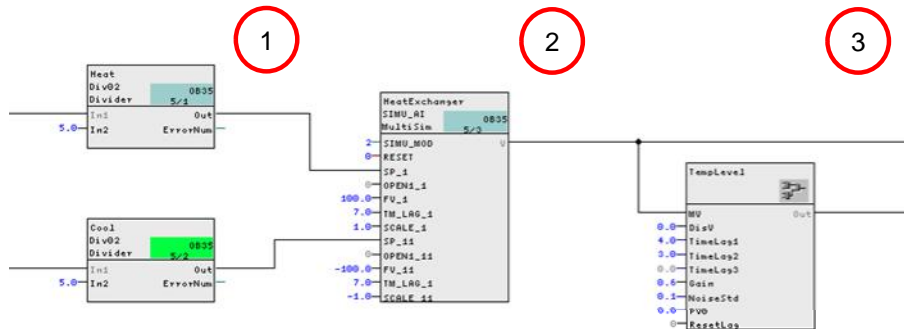 1
2
3
Heat
Div02
OB35
Divider
5/1
In1
Out
5.0
In2
ErrorNum
Cool
Div02
OB35
Divider
5/2
In1
Out
5.0
In2
ErrorNum
HeatExchanger
SIMU_AI
OB35
MultiSim
5/3
2
SIMU_MOD
V
0
RESET
SP_1
0
OPEN1_1
100.0
FV_1
7.0
TM_LAG_1
1.0
SCALE_1
SP_11
0
OPEN1_11
-100.0
FV_11
7.0
TM_LAG_11
-1.0
SCALE_11
TempLevel
MV
Out
0.0
DisV
4.0
TimeLag1
3.0
TimeLag2
0.0
TimeLag3
0.6
Gain
0.1
NoiseStd
0.0
PV0
0
ResetLag